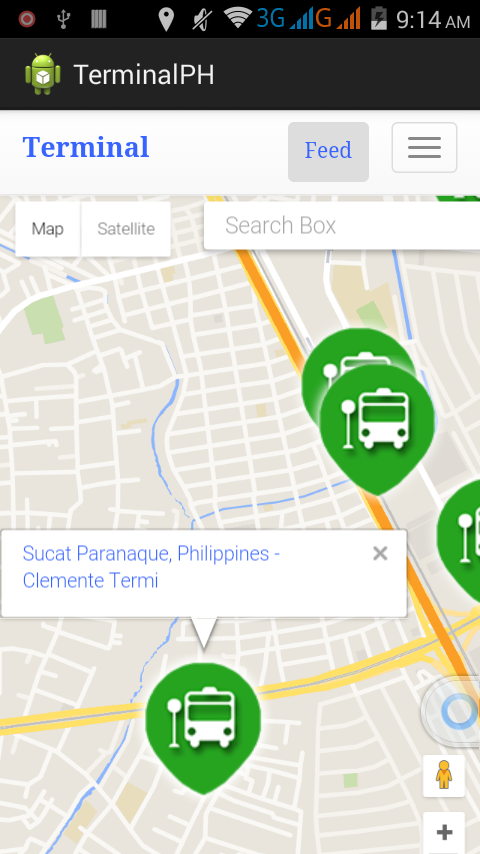 3G G 9:14 AM
TerminalPH
Terminal
Feed
Map Satellite
Search Box
Sucat Paranaque, Philippines -
Clemente Termi